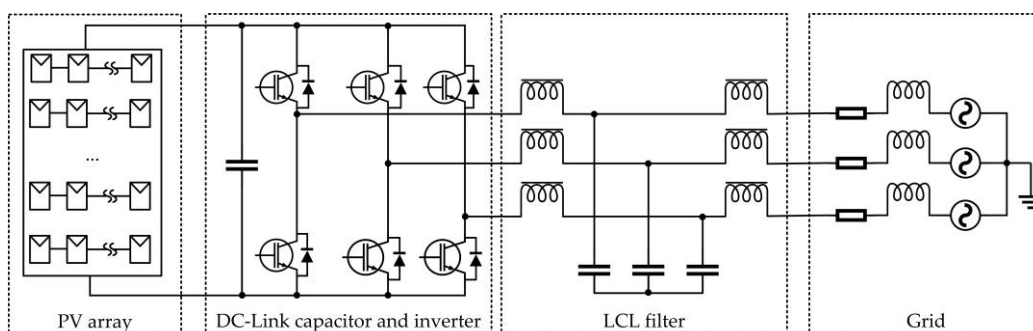 ...
PV array
DC-Link capacitor and inverter
LCL filter
Grid